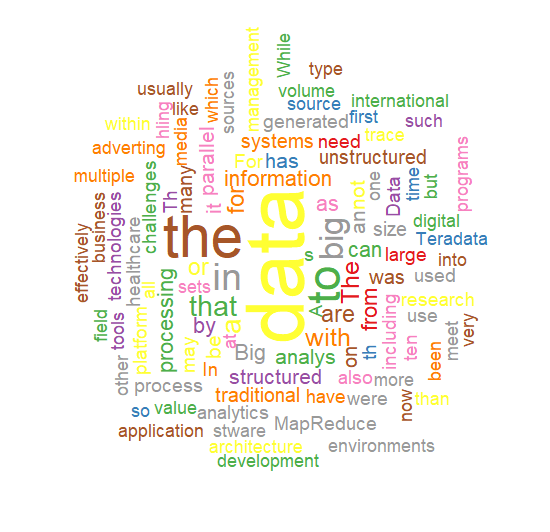 While
type
usually
volume
which
sources
management
like
source
international
hling
generated
first
such
within
media
parallel
systems
need
trace
adverting
For
has
unstructured
programs
multiple
many
information
Th
it
for
as
an
not
one
Data
time
but
challenges
business
technologies
the
data
big
size
digital
Teradata
effectively
healthcare
or
in
to
s
can
large
into
sets
that
The
was
used
all
processing
by
a
A
are
from
including
research
field
tools
platform
may
be
at
with
on
th
ten
use
meet
very
Big
analys
been
other
process
In
structured
also
more
than
traditional
have
were
now
so
value
analytics
MapReduce
application
stware
architecture
environments
development